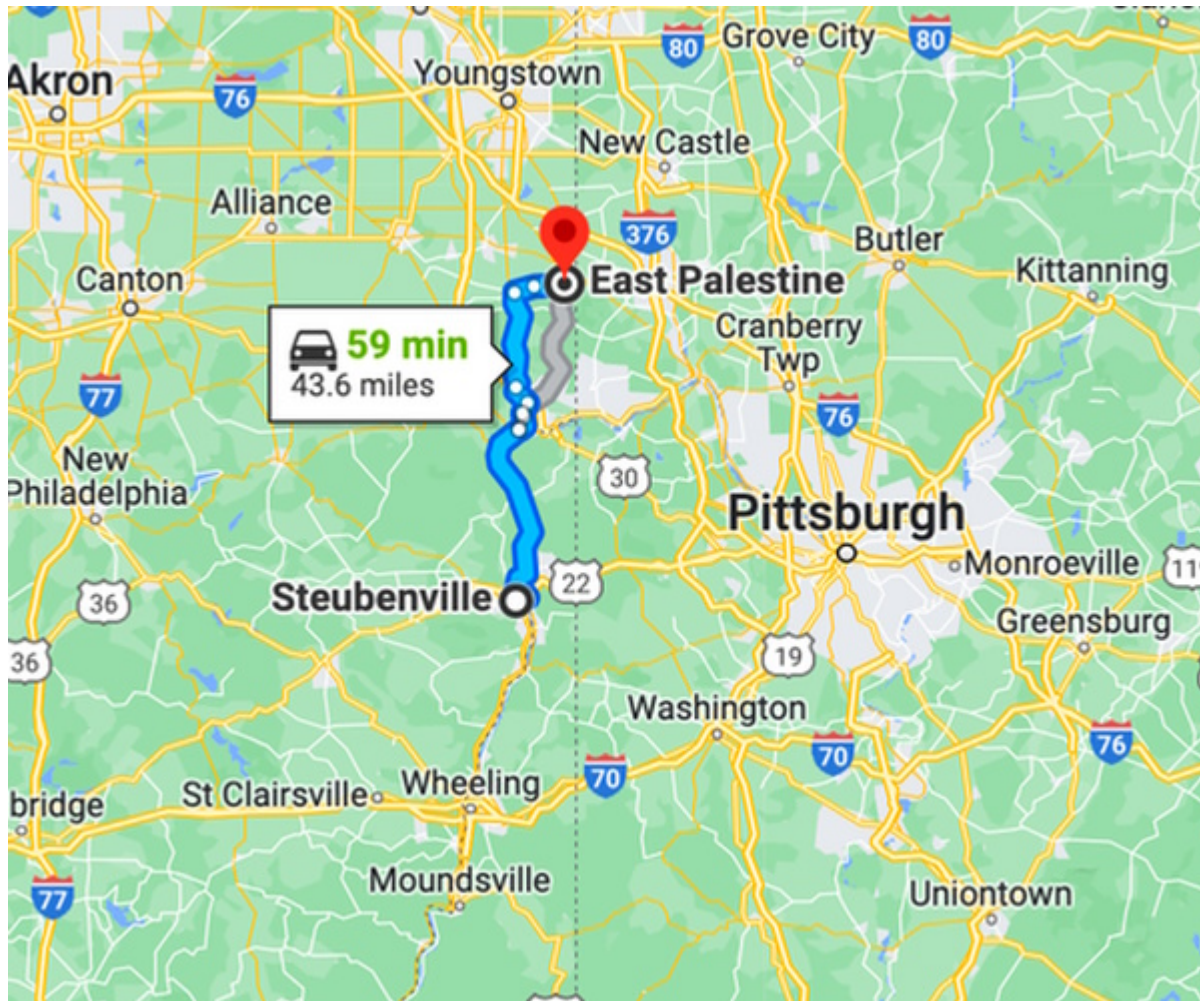 80
Grove City
80
Akron
76
Youngstown
New Castle
Alliance
376
Butler
Canton
East Palestine
Kittanning
59 min
43.6 miles
Cranberry
Twp
77
76
New
Philadelphia
30
Pittsburgh
Monroeville
22
36
Steubenville
Greensburg
36
19
Washington
70
76
70
bridge
St Clairsville
Wheeling
Moundsville
77
Uniontown